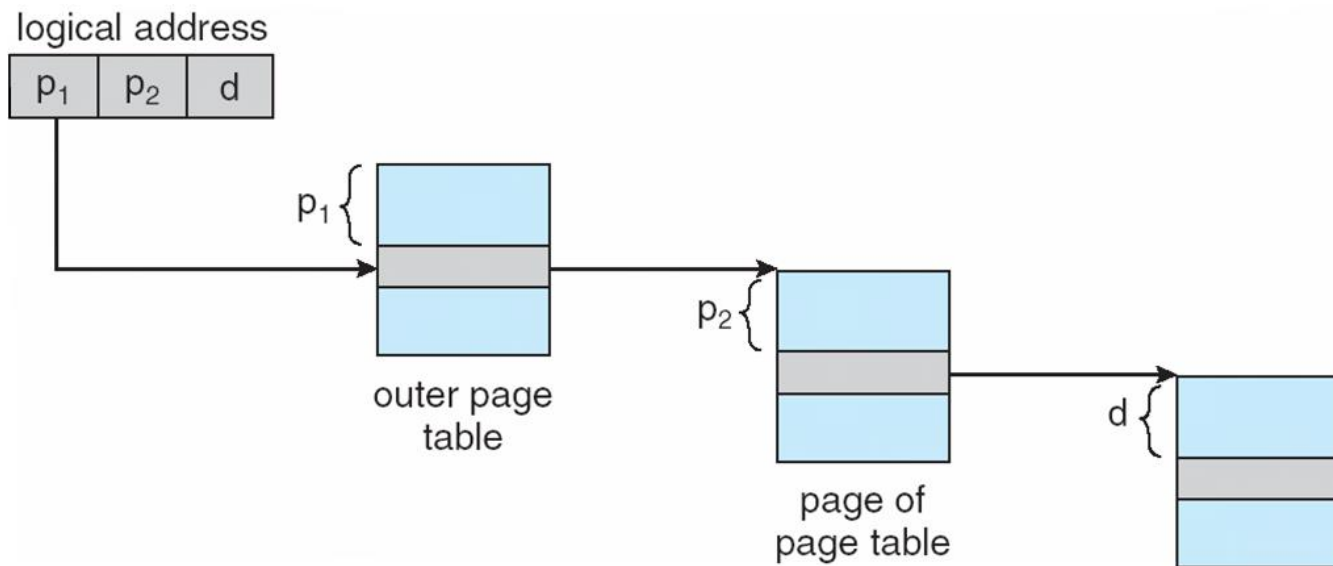 logical address
p₁ p₂ d
p₁
outer page
table
p₂
page of
page table
d